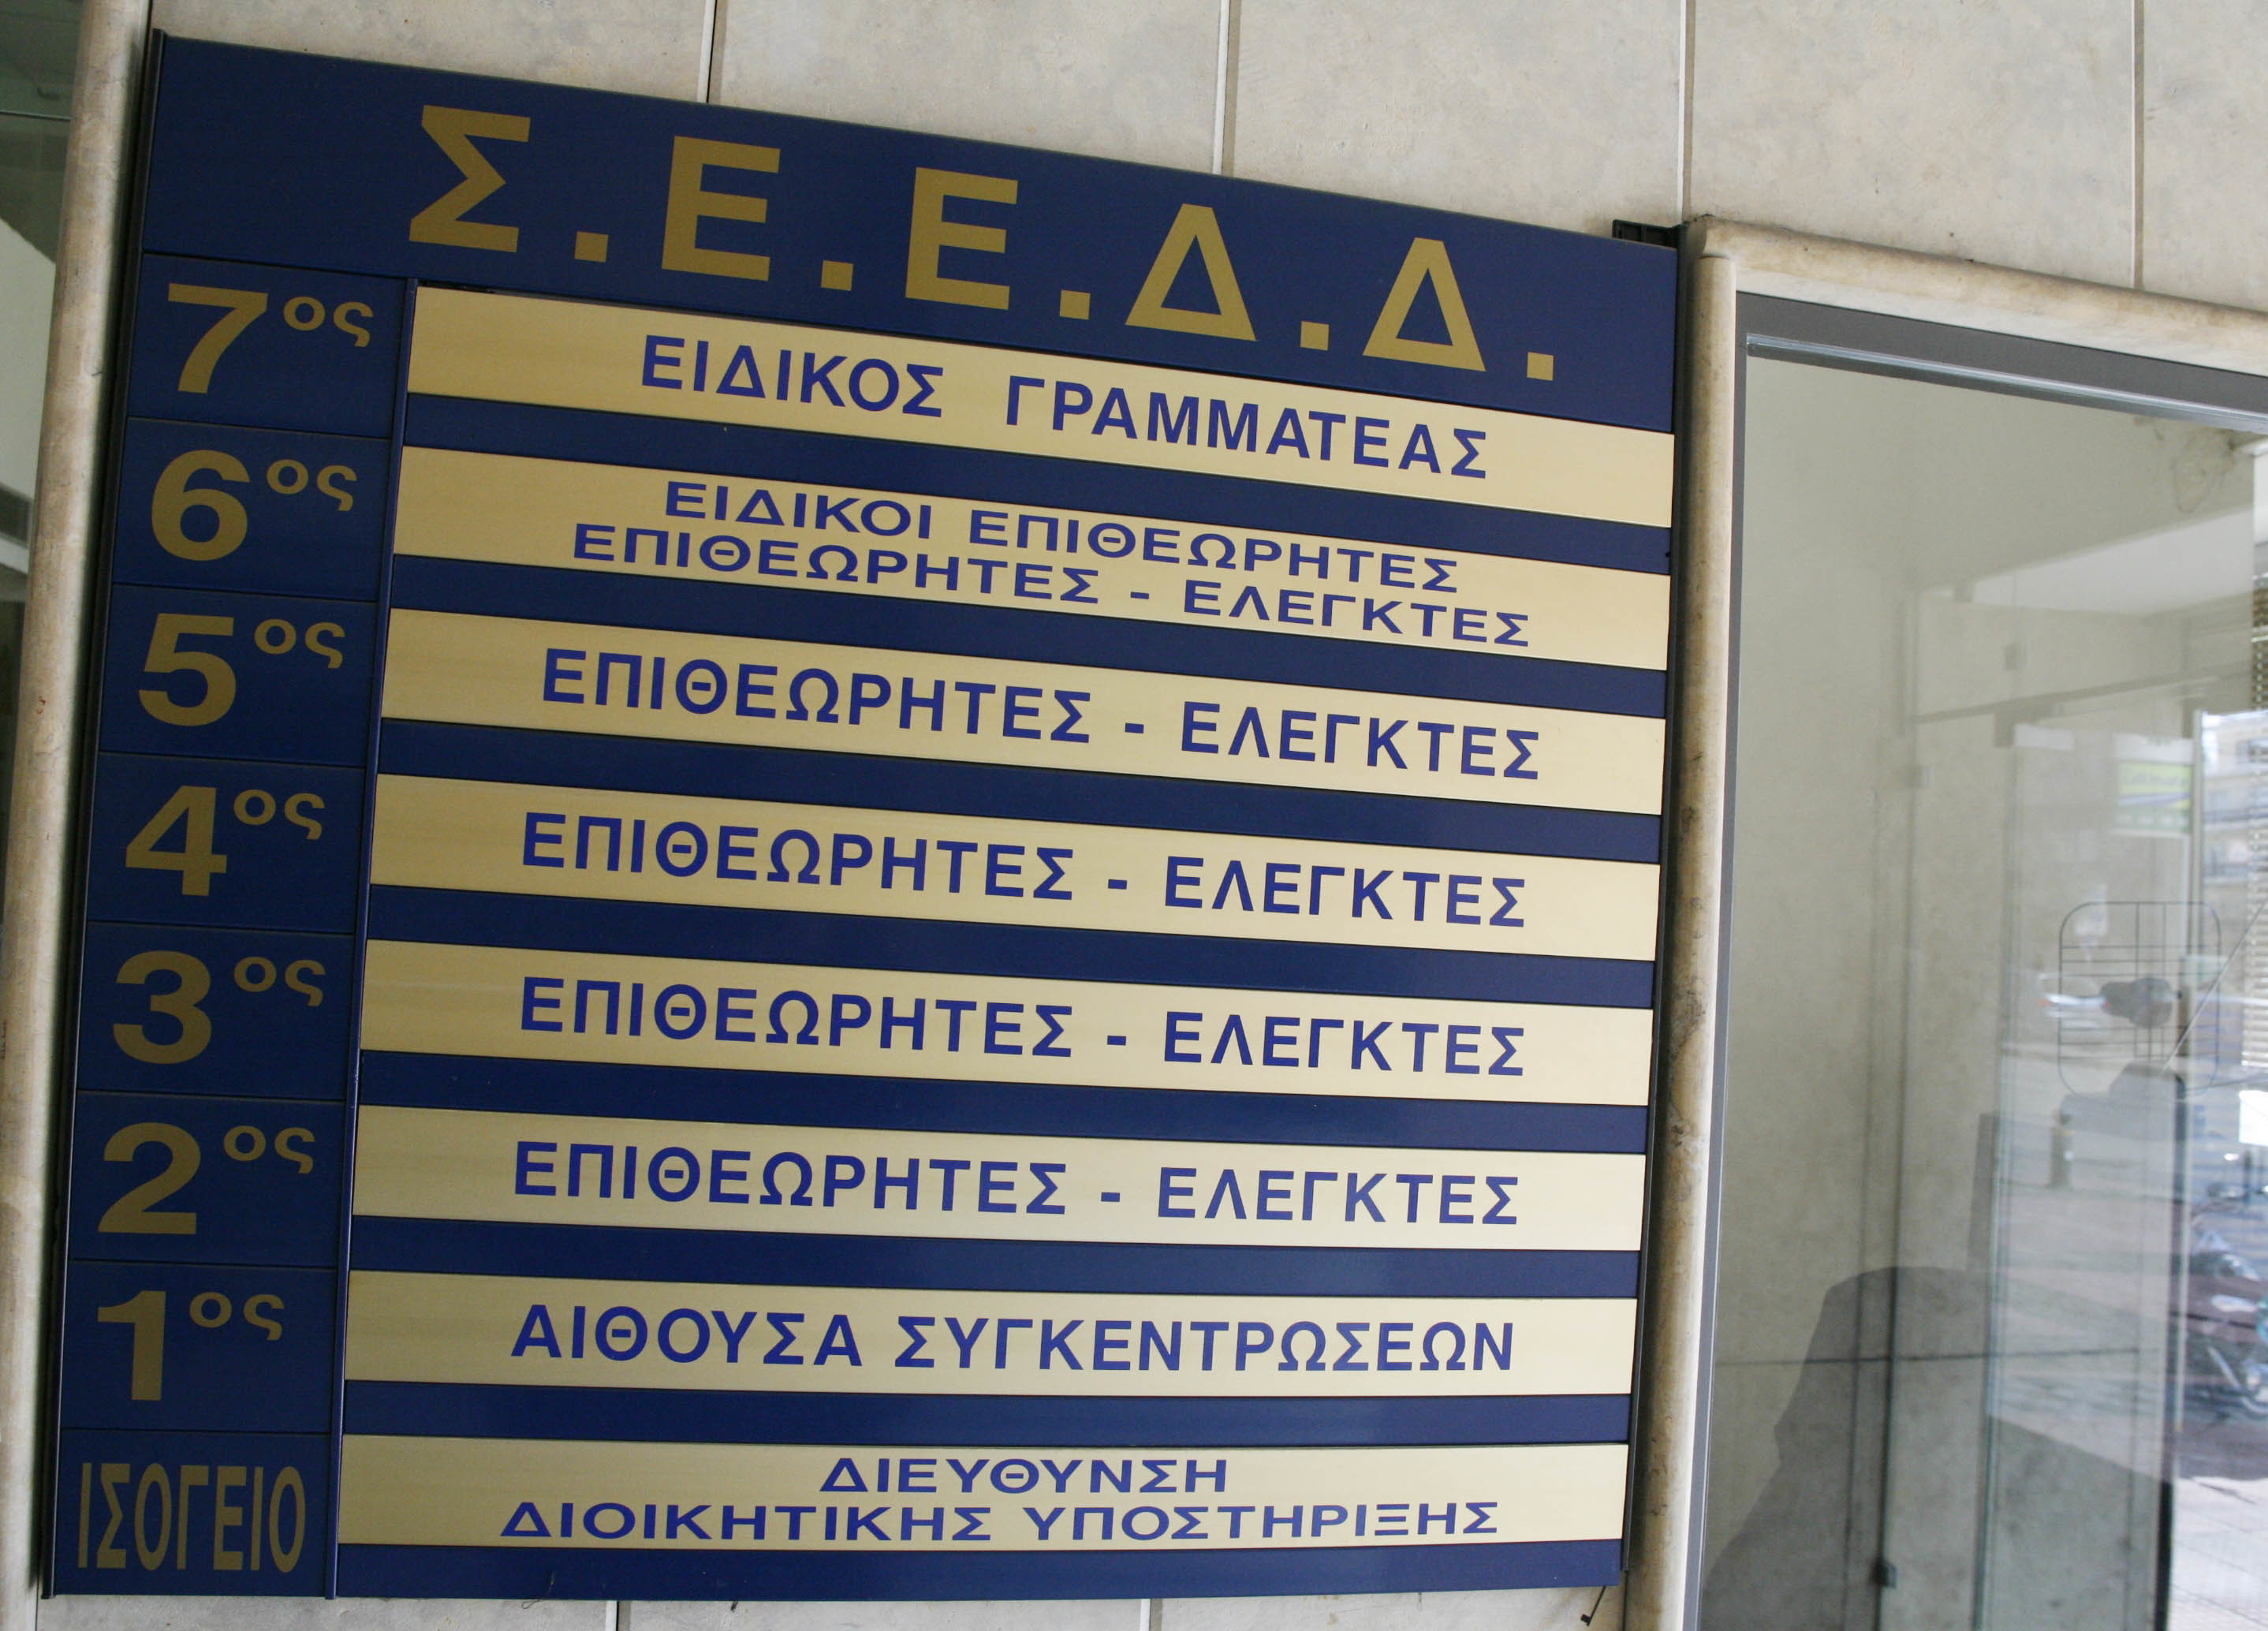 Σ.Ε.Ε.Δ.Δ.
7ος ΕΙΔΙΚΟΣ ΓΡΑΜΜΑΤΕΑΣ
6ος ΕΙΔΙΚΟΙ ΕΠΙΘΕΩΡΗΤΕΣ
ΕΠΙΘΕΩΡΗΤΕΣ - ΕΛΕΓΚΤΕΣ
5ος ΕΠΙΘΕΩΡΗΤΕΣ - ΕΛΕΓΚΤΕΣ
4ος ΕΠΙΘΕΩΡΗΤΕΣ - ΕΛΕΓΚΤΕΣ
3ος ΕΠΙΘΕΩΡΗΤΕΣ - ΕΛΕΓΚΤΕΣ
2ος ΕΠΙΘΕΩΡΗΤΕΣ - ΕΛΕΓΚΤΕΣ
1ος ΑΙΘΟΥΣΑ ΣΥΓΚΕΝΤΡΩΣΕΩΝ
ΙΣΟΓΕΙΟ ΔΙΕΥΘΥΝΣΗ
ΔΙΟΙΚΗΤΙΚΗΣ ΥΠΟΣΤΗΡΙΞΗΣ